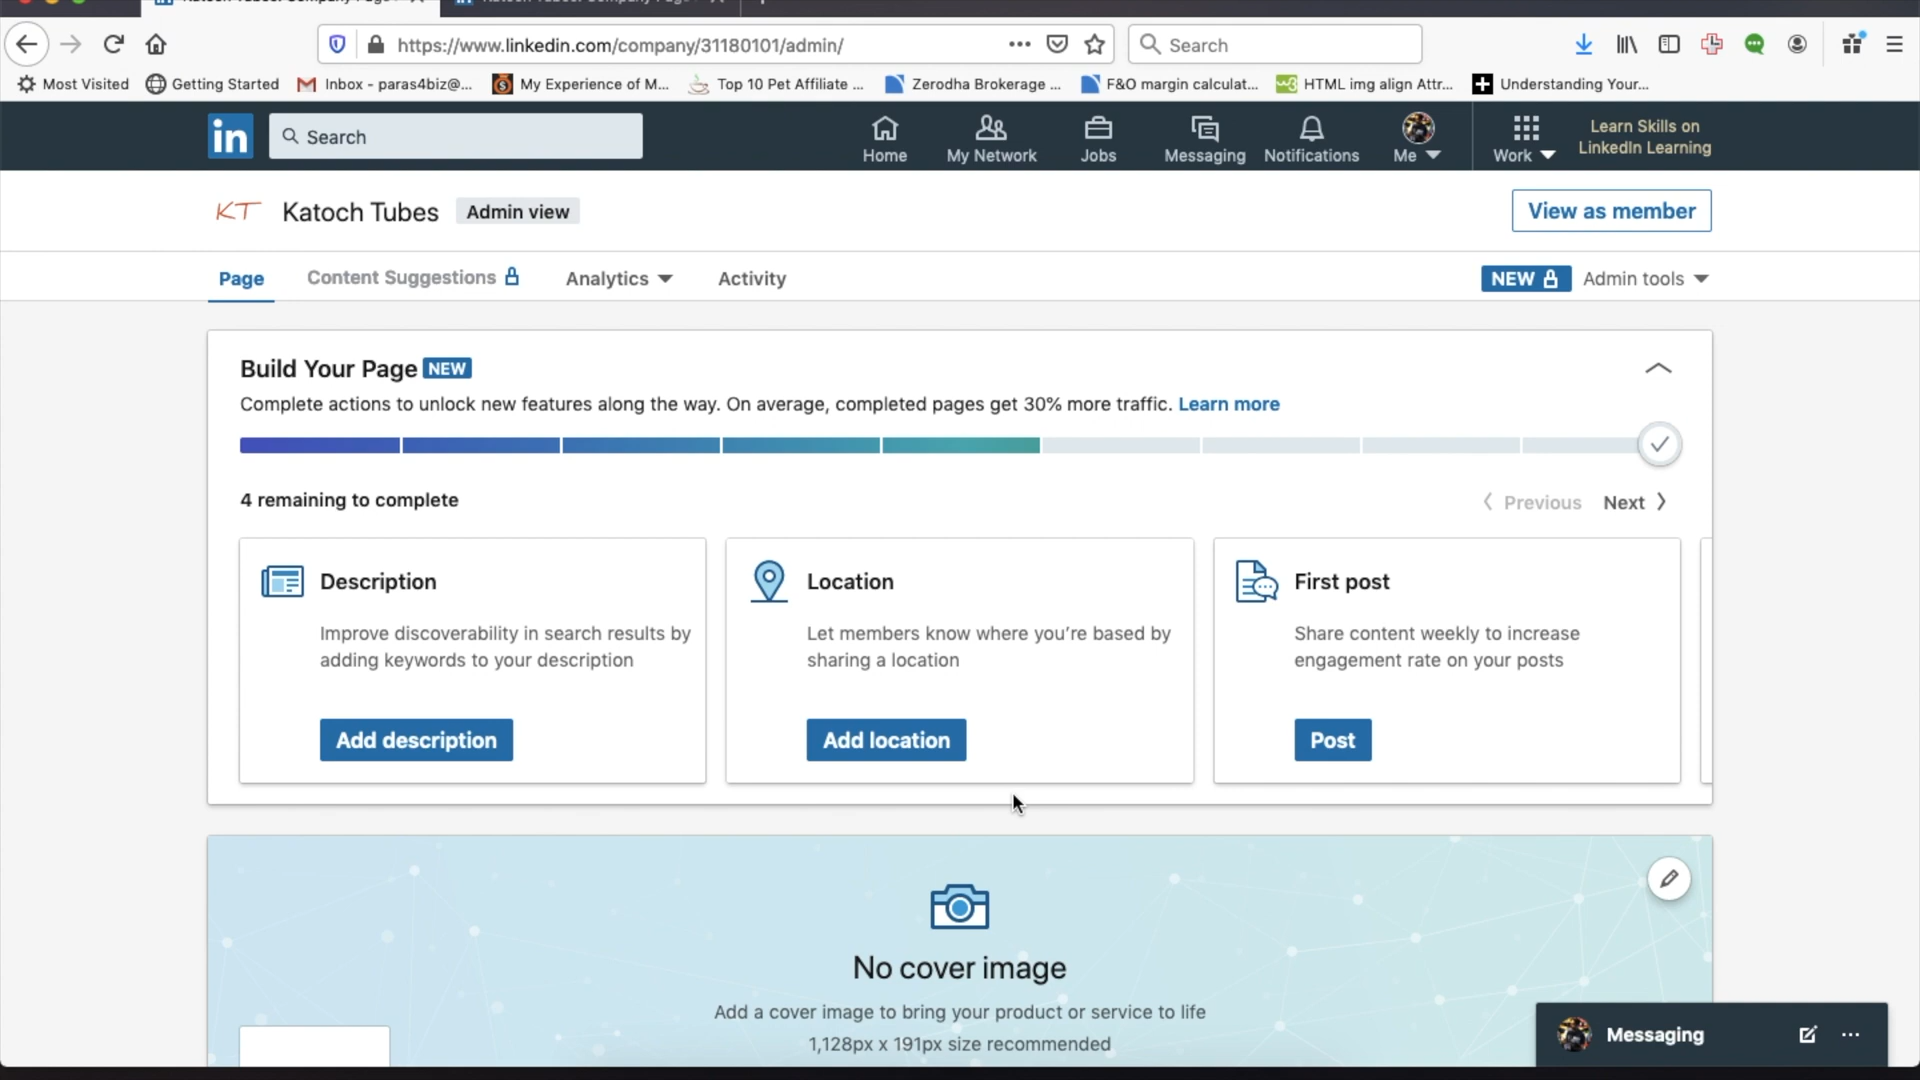 https://www.linkedin.com/company/31180101/admin/
Search
Most Visited
Getting Started
Inbox - paras4biz@...
My Experience of M...
Top 10 Pet Affiliate ...
Zerodha Brokerage ...
F&O margin calculat...
HTML img align Attr...
Understanding Your...
in
Search
Home
My Network
Jobs
Messaging
Notifications
Me
Work
Learn Skills on
LinkedIn Learning
KT
Katoch Tubes
Admin view
View as member
Page
Content Suggestions
Analytics
Activity
NEW
Admin tools
Build Your Page NEW
Complete actions to unlock new features along the way. On average, completed pages get 30% more traffic. Learn more
4 remaining to complete
Previous
Next
Description
Improve discoverability in search results by
adding keywords to your description
Add description
Location
Let members know where you’re based by
sharing a location
Add location
First post
Share content weekly to increase
engagement rate on your posts
Post
No cover image
Add a cover image to bring your product or service to life
1,128px x 191px size recommended
Messaging